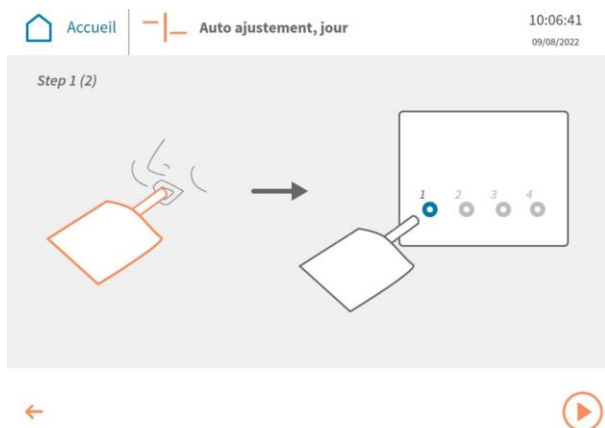 Accueil
Auto ajustement, jour
10:06:41
09/08/2022
Step 1 (2)
1 2 3 4